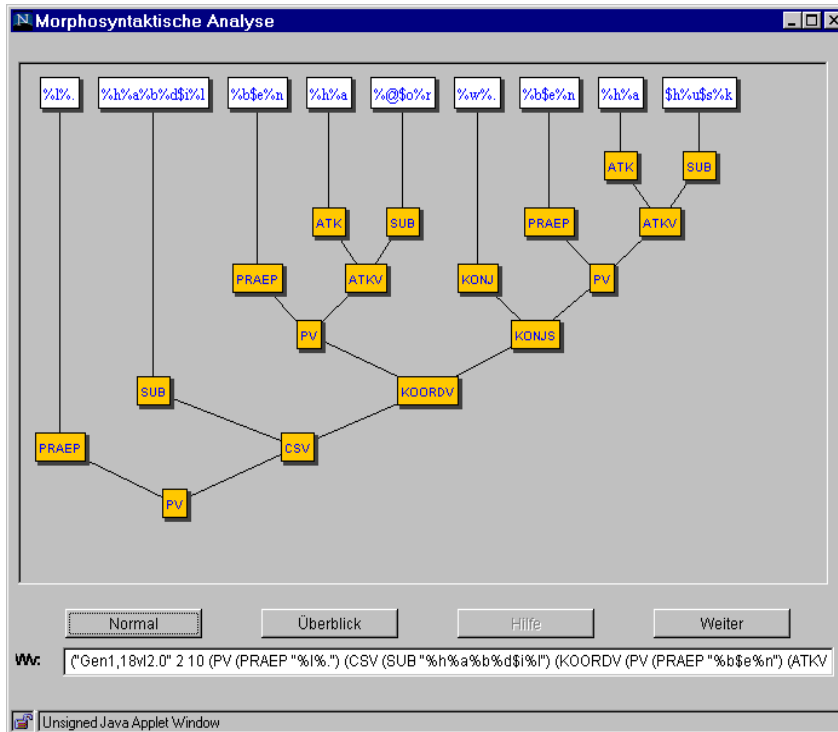 Morphosyntaktische Analyse
%l%. %h%a%b%d$i%l %b$e%n %h%a %@$o%r %w%. %b$e%n %h%a $h%u$s%k
ATK SUB
ATK SUB PRAEP ATKV
PRAEP ATKV KONJ PV
PV KONJS
SUB KOORDV
PRAEP CSV
PV
Normal Überblick Hilfe Weiter
Wv: ("Gen1,18vl2.0" 2 10 (PV (PRAEP "%l%.") (CSV (SUB "%h%a%b%d$i%l") (KOORDV (PV (PRAEP "%b$e%n") (ATKV
Unsigned Java Applet Window